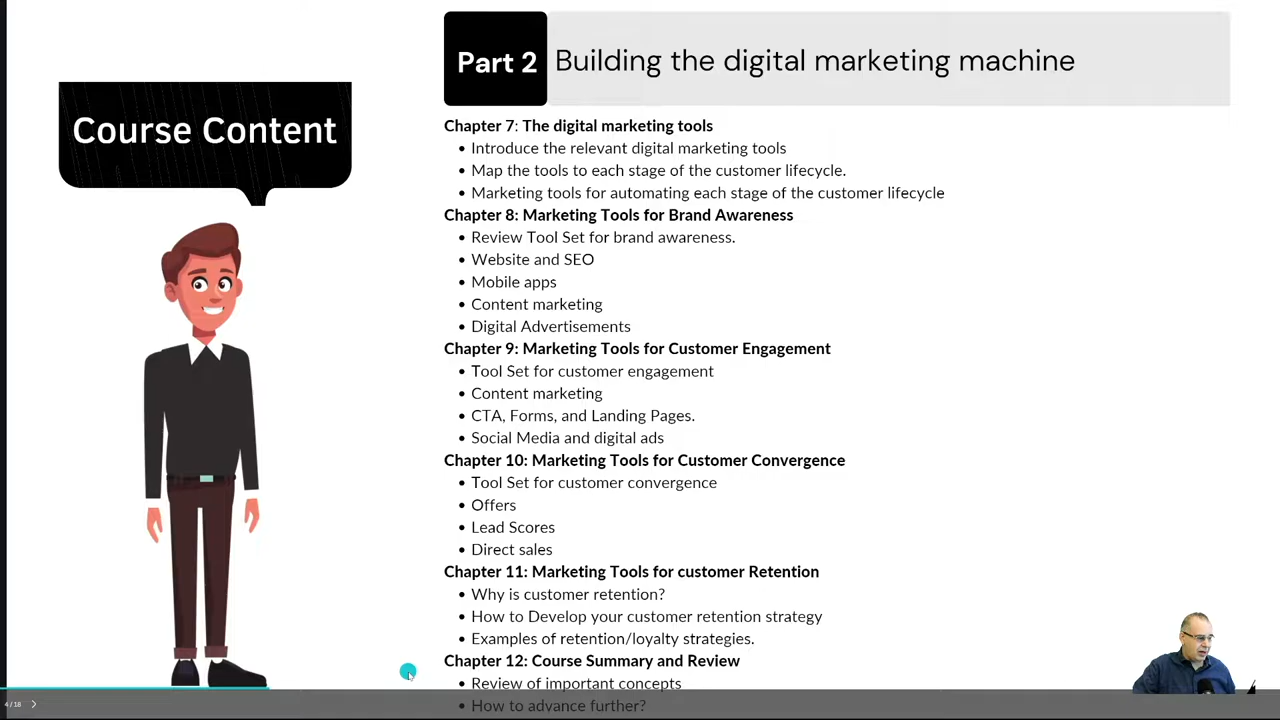 Course Content
Part 2
Building the digital marketing machine
Chapter 7: The digital marketing tools
• Introduce the relevant digital marketing tools
• Map the tools to each stage of the customer lifecycle.
• Marketing tools for automating each stage of the customer lifecycle
Chapter 8: Marketing Tools for Brand Awareness
• Review Tool Set for brand awareness.
• Website and SEO
• Mobile apps
• Content marketing
• Digital Advertisements
Chapter 9: Marketing Tools for Customer Engagement
• Tool Set for customer engagement
• Content marketing
• CTA, Forms, and Landing Pages.
• Social Media and digital ads
Chapter 10: Marketing Tools for Customer Convergence
• Tool Set for customer convergence
• Offers
• Lead Scores
• Direct sales
Chapter 11: Marketing Tools for customer Retention
• Why is customer retention?
• How to Develop your customer retention strategy
• Examples of retention/loyalty strategies.
Chapter 12: Course Summary and Review
• Review of important concepts
• How to advance further?
4 / 18